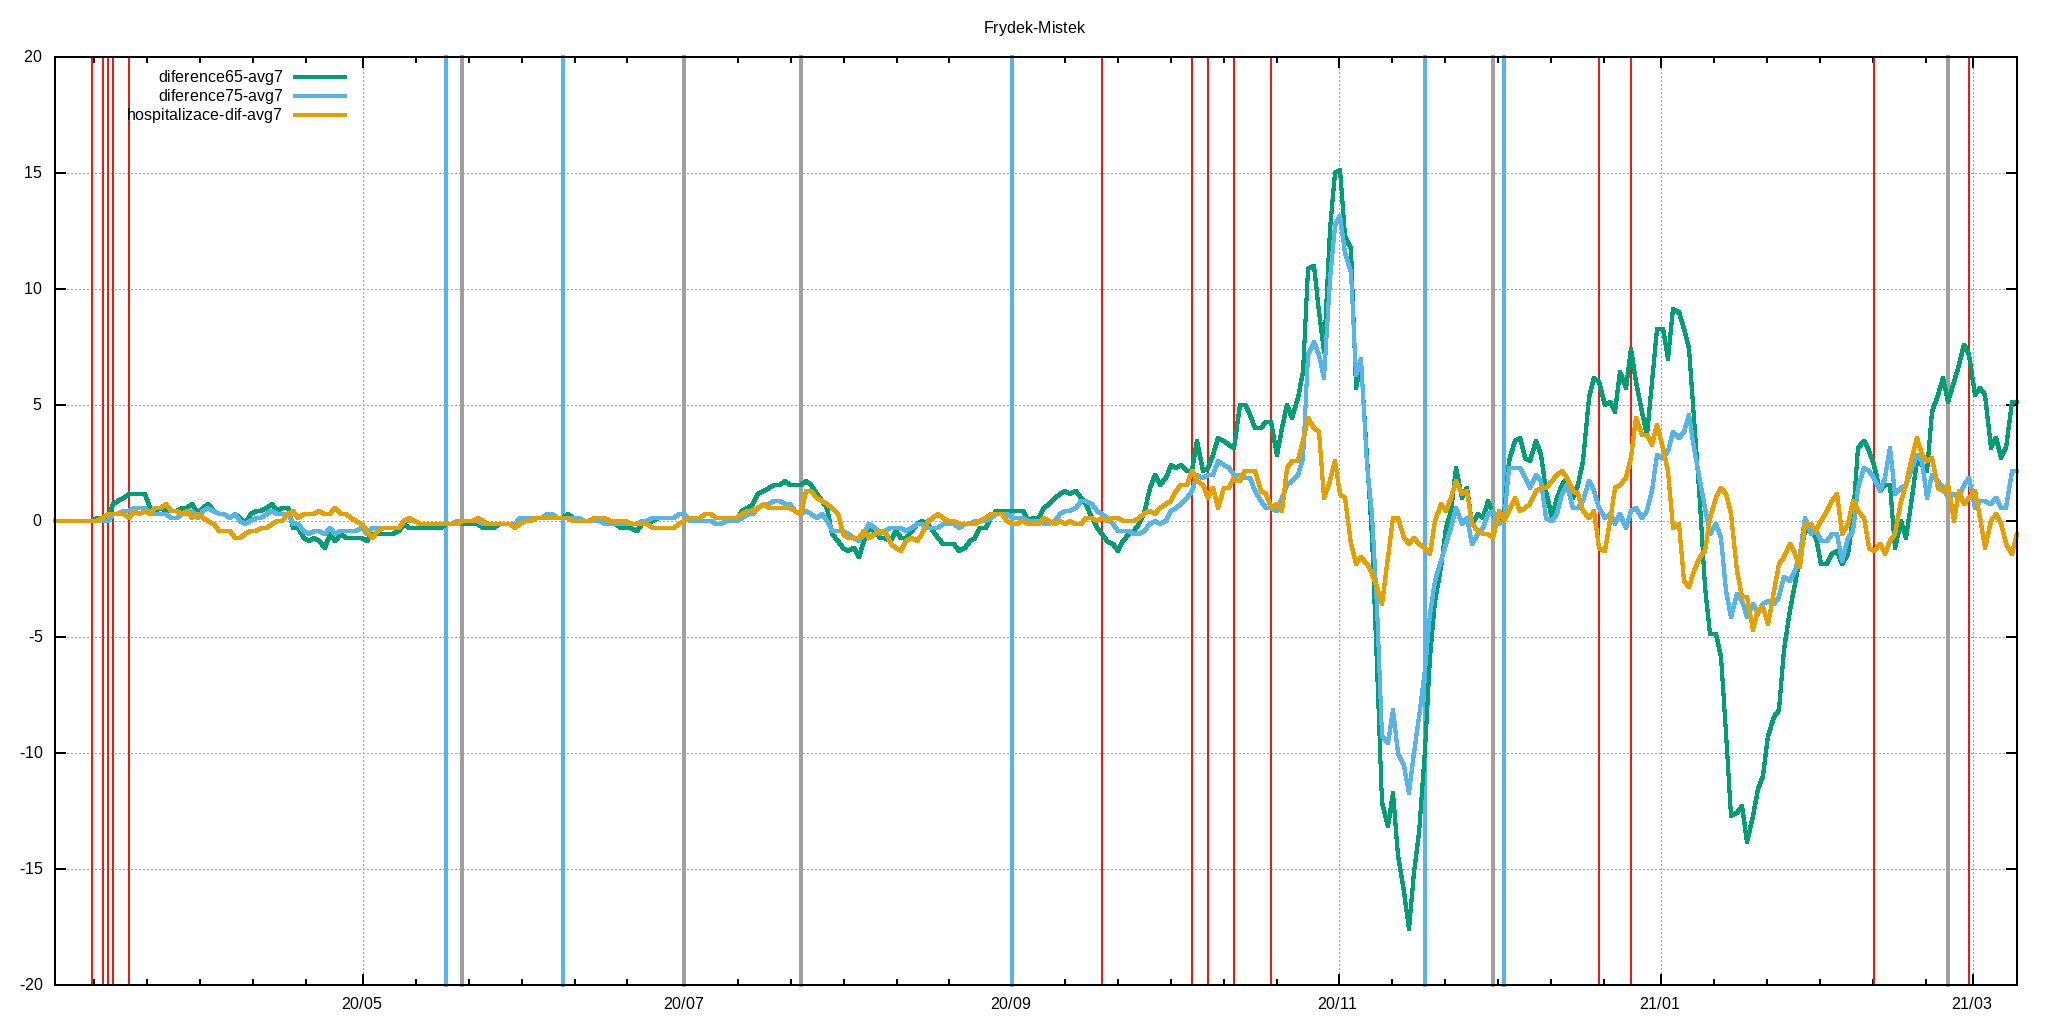 Frydek-Mistek
diference65-avg7
diference75-avg7
hospitalizace-dif-avg7
20
15
10
5
0
-5
-10
-15
-20
20/05 20/07 20/09 20/11 21/01 21/03